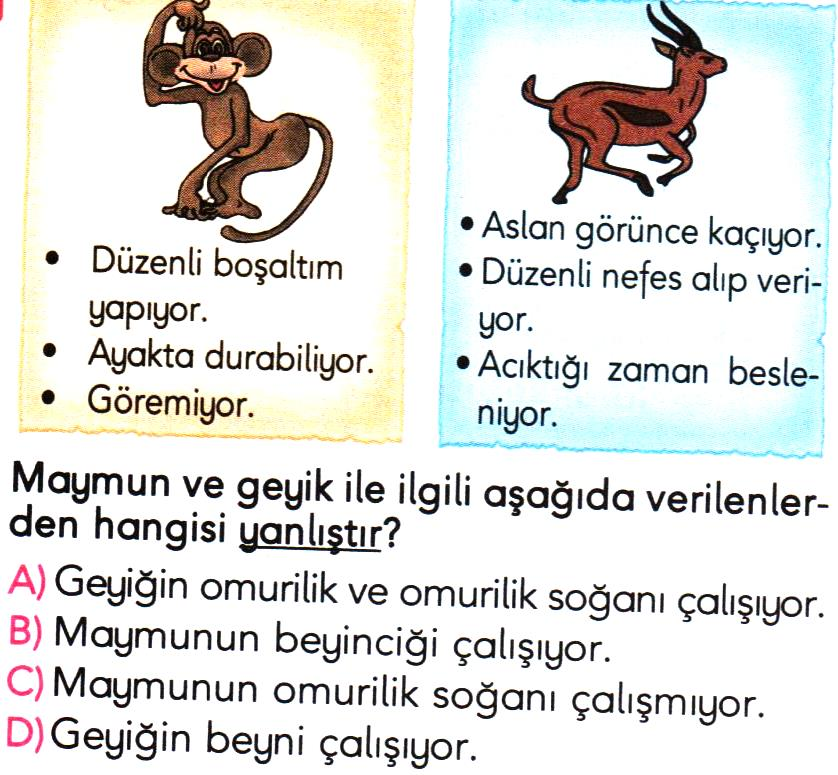 • Düzenli boşaltım
yapıyor.
• Ayakta durabiliyor.
• Göremiyor.
• Aslan görünce kaçıyor.
• Düzenli nefes alıp veri-
yor.
• Acıktığı zaman besle-
niyor.
Maymun ve geyik ile ilgili aşağıda verilenler-
den hangisi yanlıştır?
A) Geyiğin omurilik ve omurilik soğanı çalışıyor.
B) Maymunun beyinciği çalışıyor.
C) Maymunun omurilik soğanı çalışmıyor.
D) Geyiğin beyni çalışıyor.